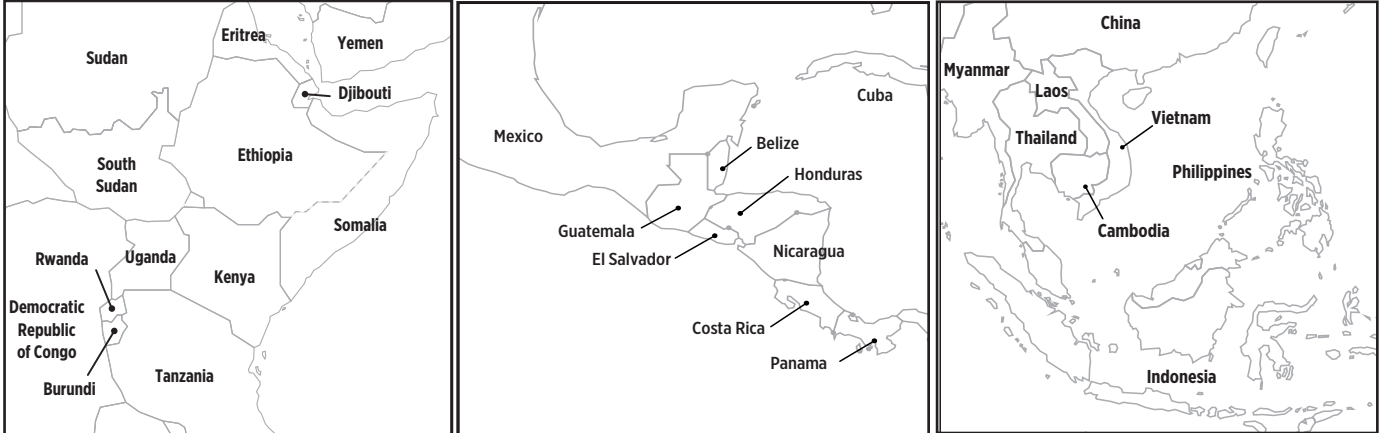 Eritrea
Yemen
Sudan
Djibouti
Ethiopia
South
Sudan
Somalia
Rwanda
Uganda
Kenya
Democratic
Republic
of Congo
Burundi
Tanzania
Cuba
Mexico
Belize
Honduras
Guatemala
El Salvador
Nicaragua
Costa Rica
Panama
China
Myanmar
Laos
Vietnam
Thailand
Philippines
Cambodia
Indonesia